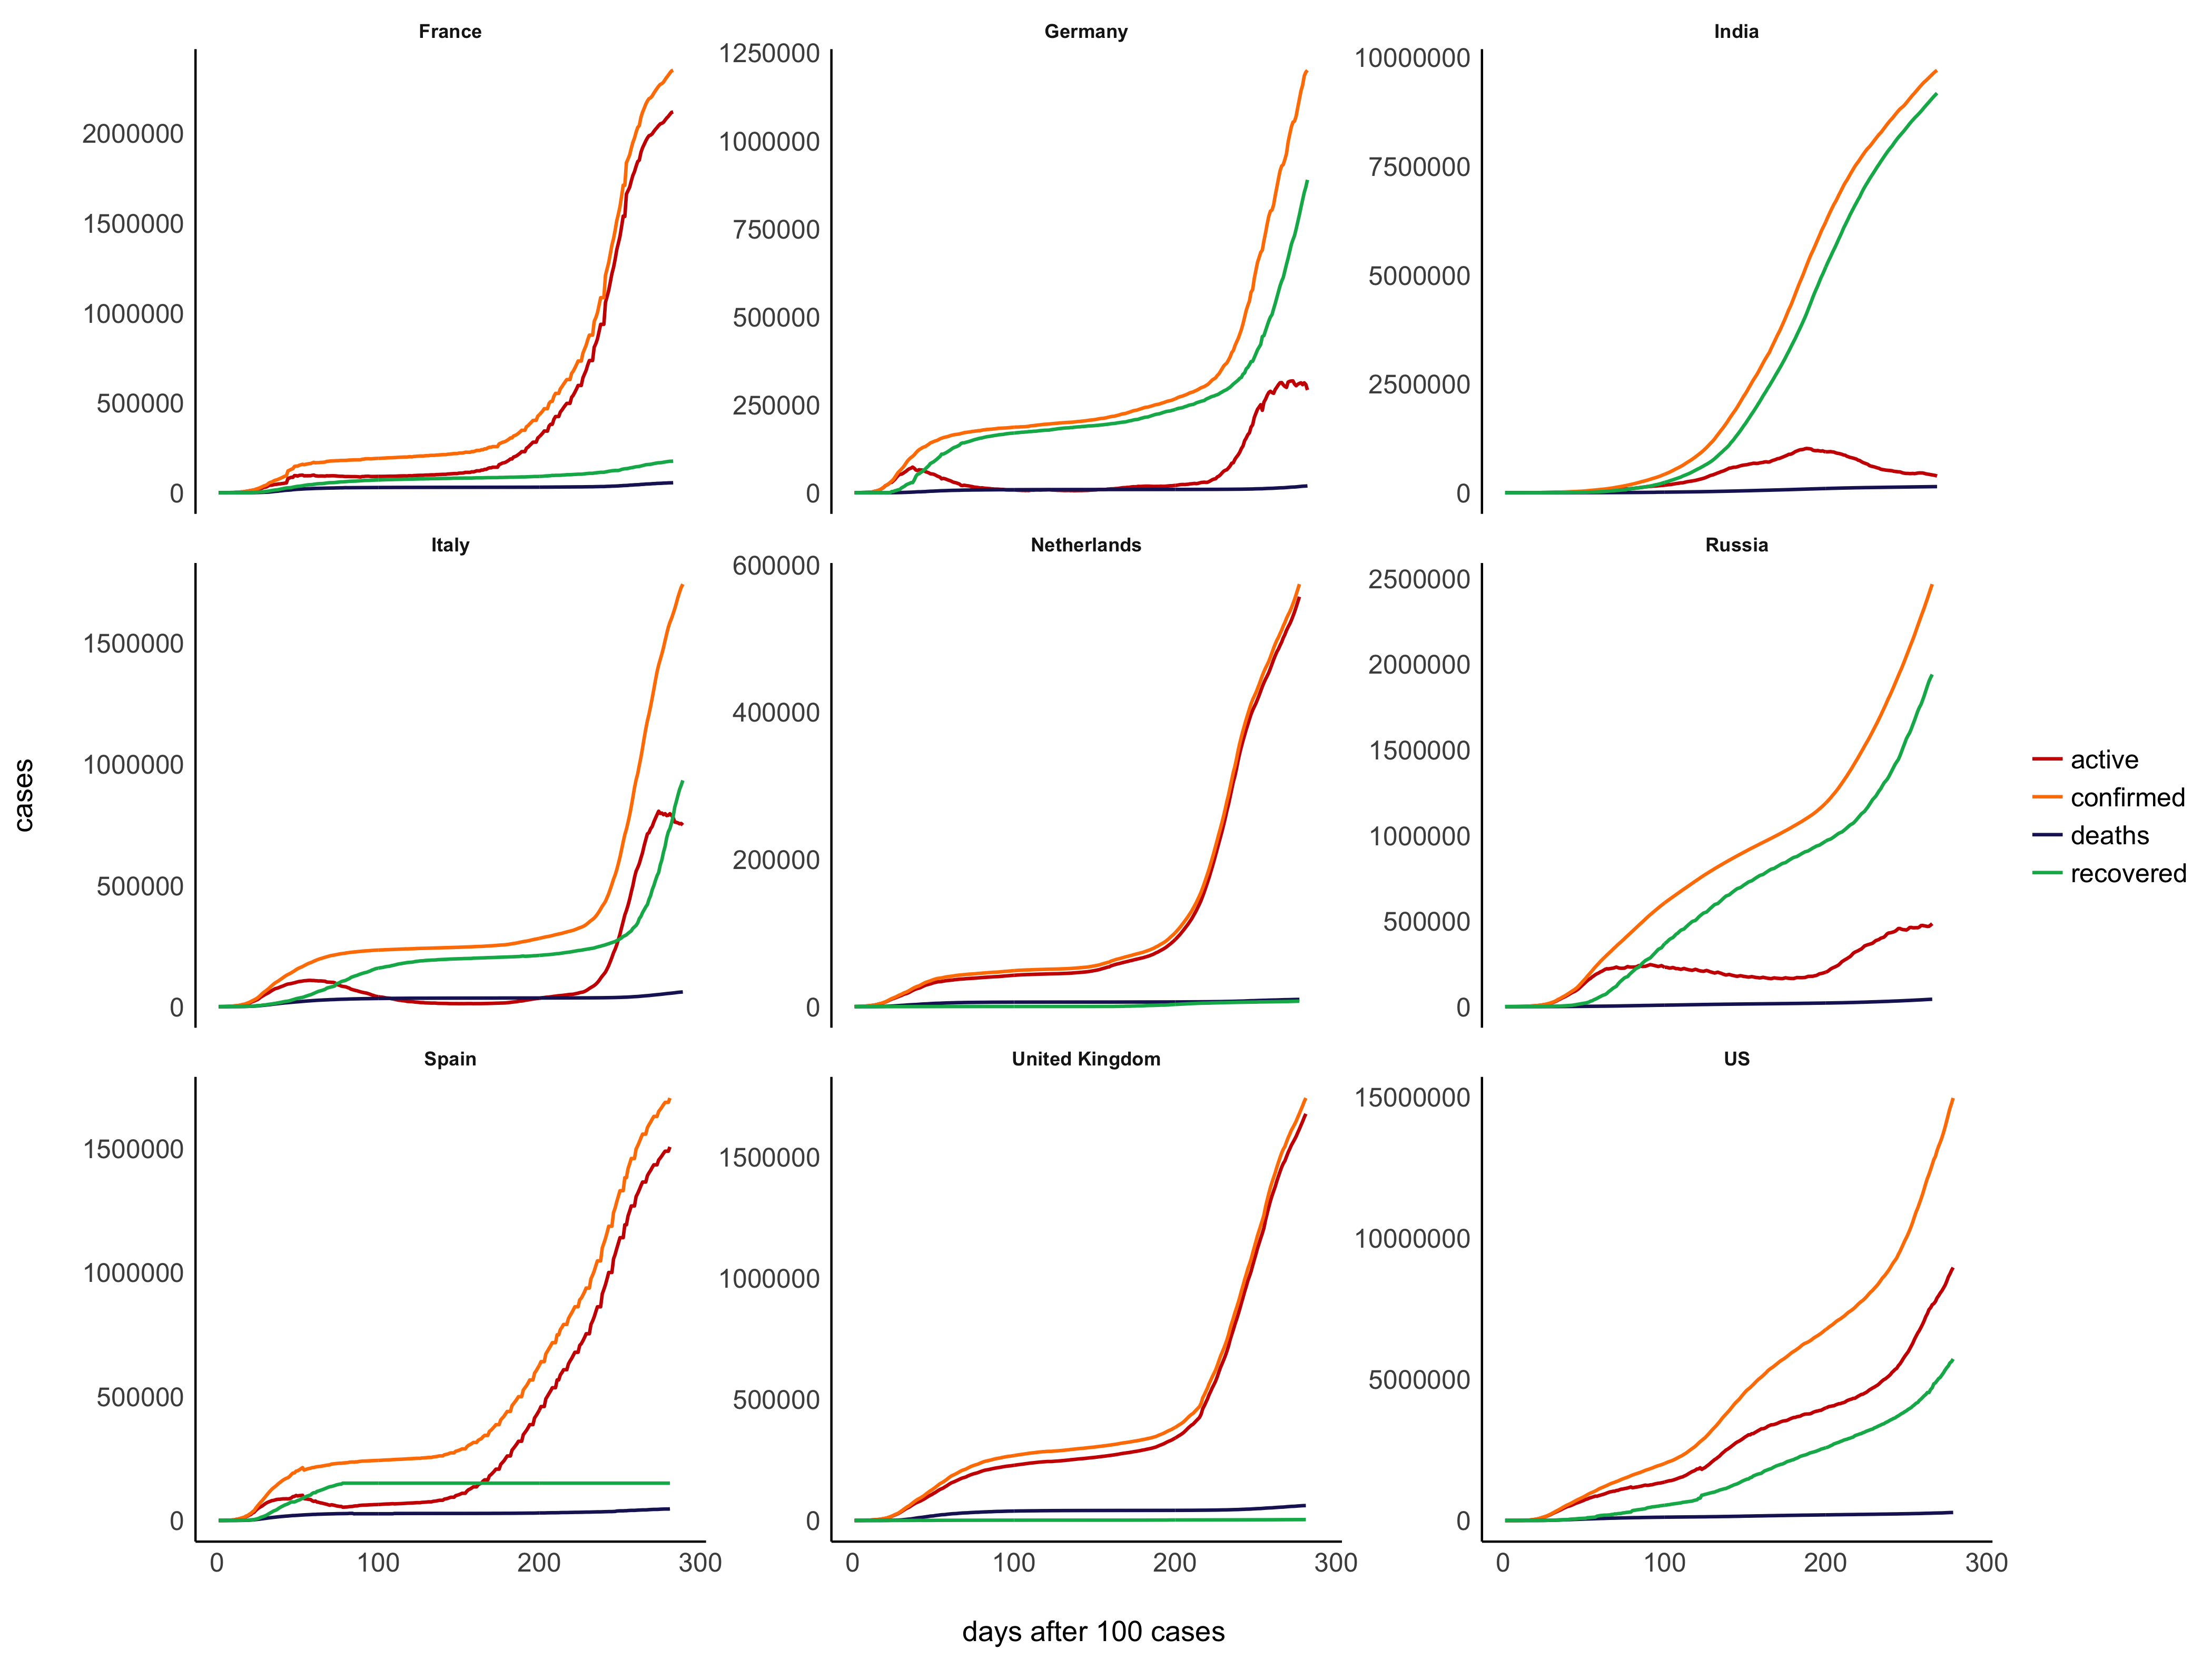 France
Germany
India
2000000
1500000
1000000
500000
0
1250000
1000000
750000
500000
250000
0
10000000
7500000
5000000
2500000
0
Italy
Netherlands
Russia
1500000
1000000
500000
0
600000
400000
200000
0
2500000
2000000
1500000
1000000
500000
0
Spain
United Kingdom
US
1500000
1000000
500000
0
1500000
1000000
500000
0
15000000
10000000
5000000
0
0 100 200 300
0 100 200 300
0 100 200 300
cases
days after 100 cases
active
confirmed
deaths
recovered